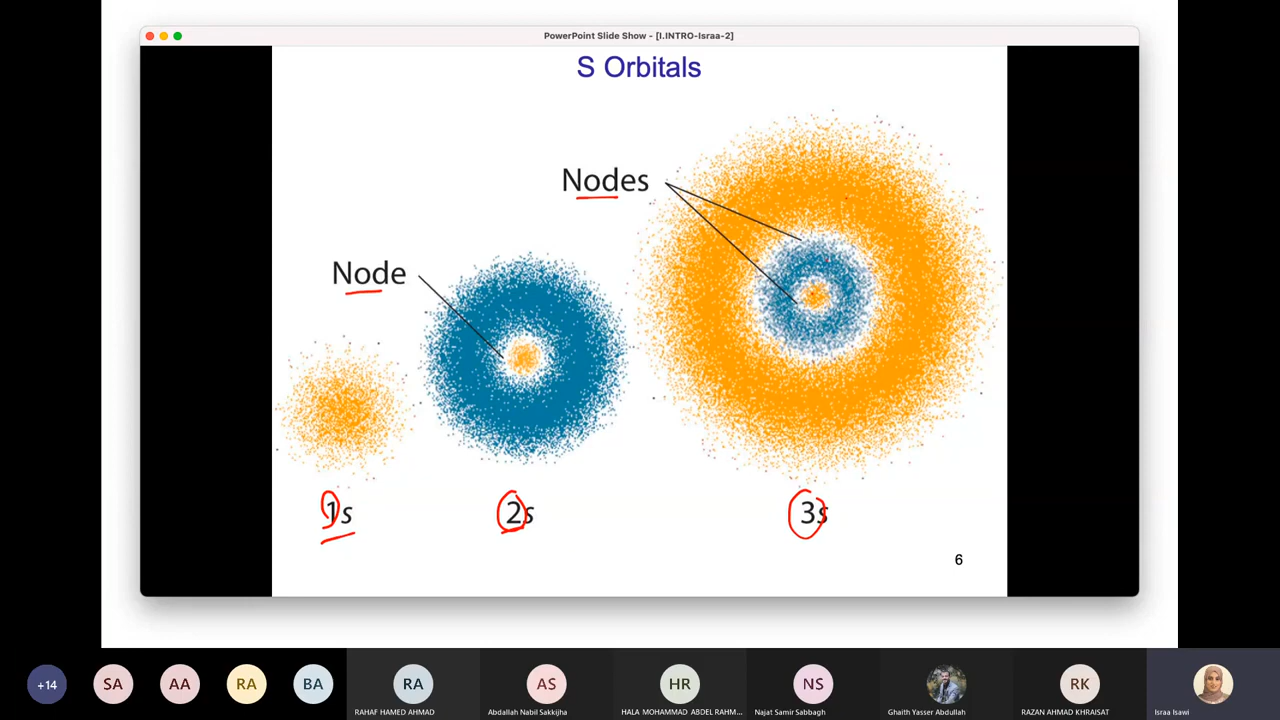 PowerPoint Slide Show - [I.INTRO-Israa-2]
S Orbitals
Nodes
Node
1s
2s
3s
6
+14
SA
AA
RA
BA
RA
AS
HR
NS
RK
RAHAF HAMED AHMAD
Abdallah Nabil Sakkijha
HALA MOHAMMAD ABDEL RAHM...
Najat Samir Sabbagh
Ghaith Yasser Abdullah
RAZAN AHMAD KHRAISAT
Israa Isawi